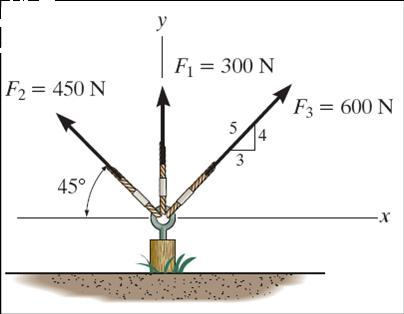 y
F₁ = 300 N
F₂ = 450 N
F₃ = 600 N
5
4
3
45°
x